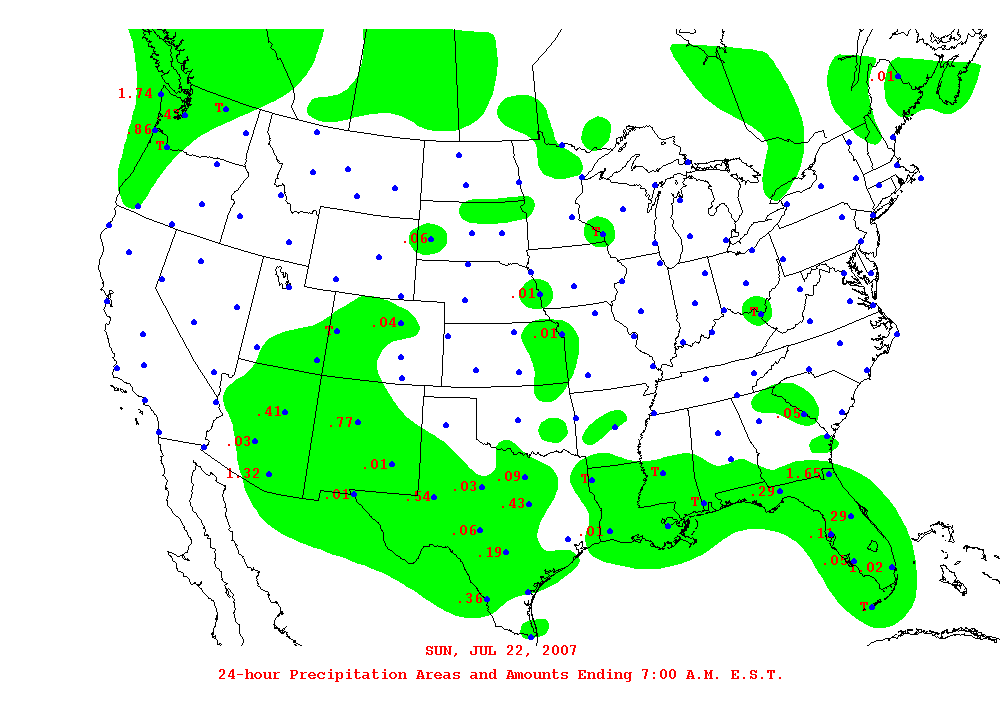 .01
1.74
T
.42
.86
T
.06
T
.01
T
.04
T
.01
.41
.77
.05
.03
.01
1.32
.09
T
T
1.65
.03
.29
.01
.54
.43
T
.29
.06
.01
.11
.19
.05
1.02
.36
T
SUN, JUL 22, 2007
24-hour Precipitation Areas and Amounts Ending 7:00 A.M. E.S.T.